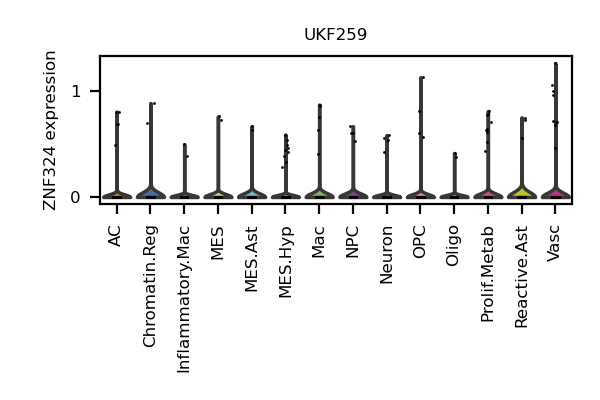 UKF259
ZNF324 expression
1
0
AC
Chromatin.Reg
Inflammatory.Mac
MES
MES.Ast
MES.Hyp
Mac
NPC
Neuron
OPC
Oligo
Prolif.Metab
Reactive.Ast
Vasc